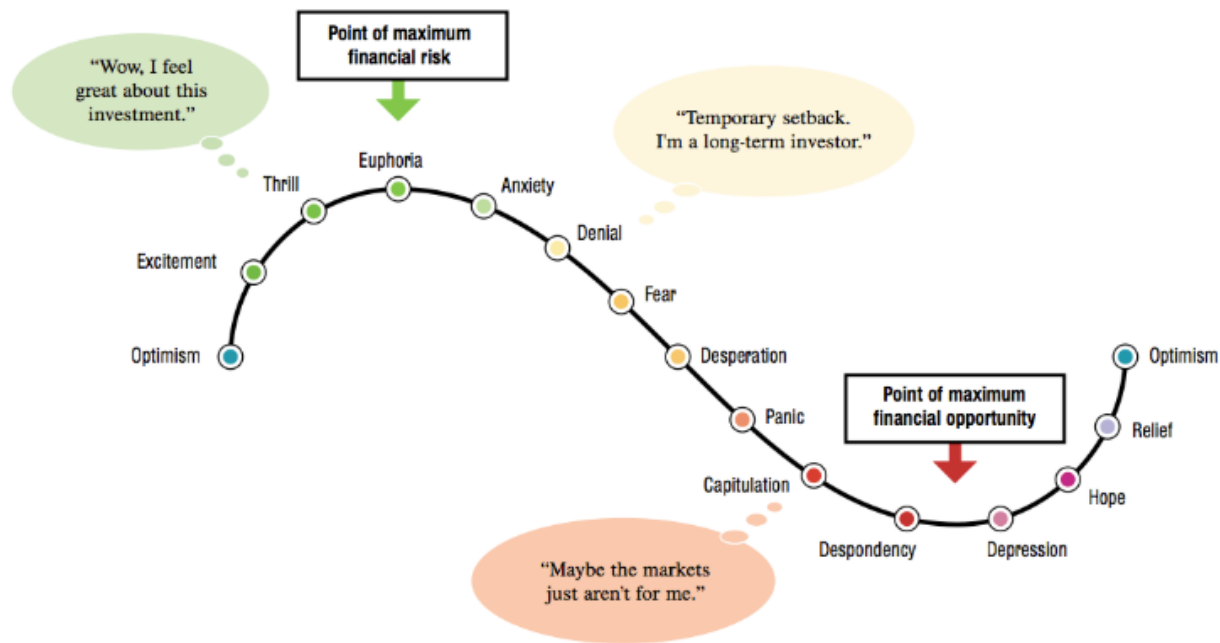 Point of maximum
financial risk
“Wow, I feel
great about this
investment.”
“Temporary setback.
I'm a long-term investor.”
Euphoria
Thrill
Anxiety
Denial
Excitement
Fear
Optimism
Desperation
Optimism
Point of maximum
financial opportunity
Panic
Relief
Capitulation
Hope
Despondency
Depression
“Maybe the markets
just aren't for me.”